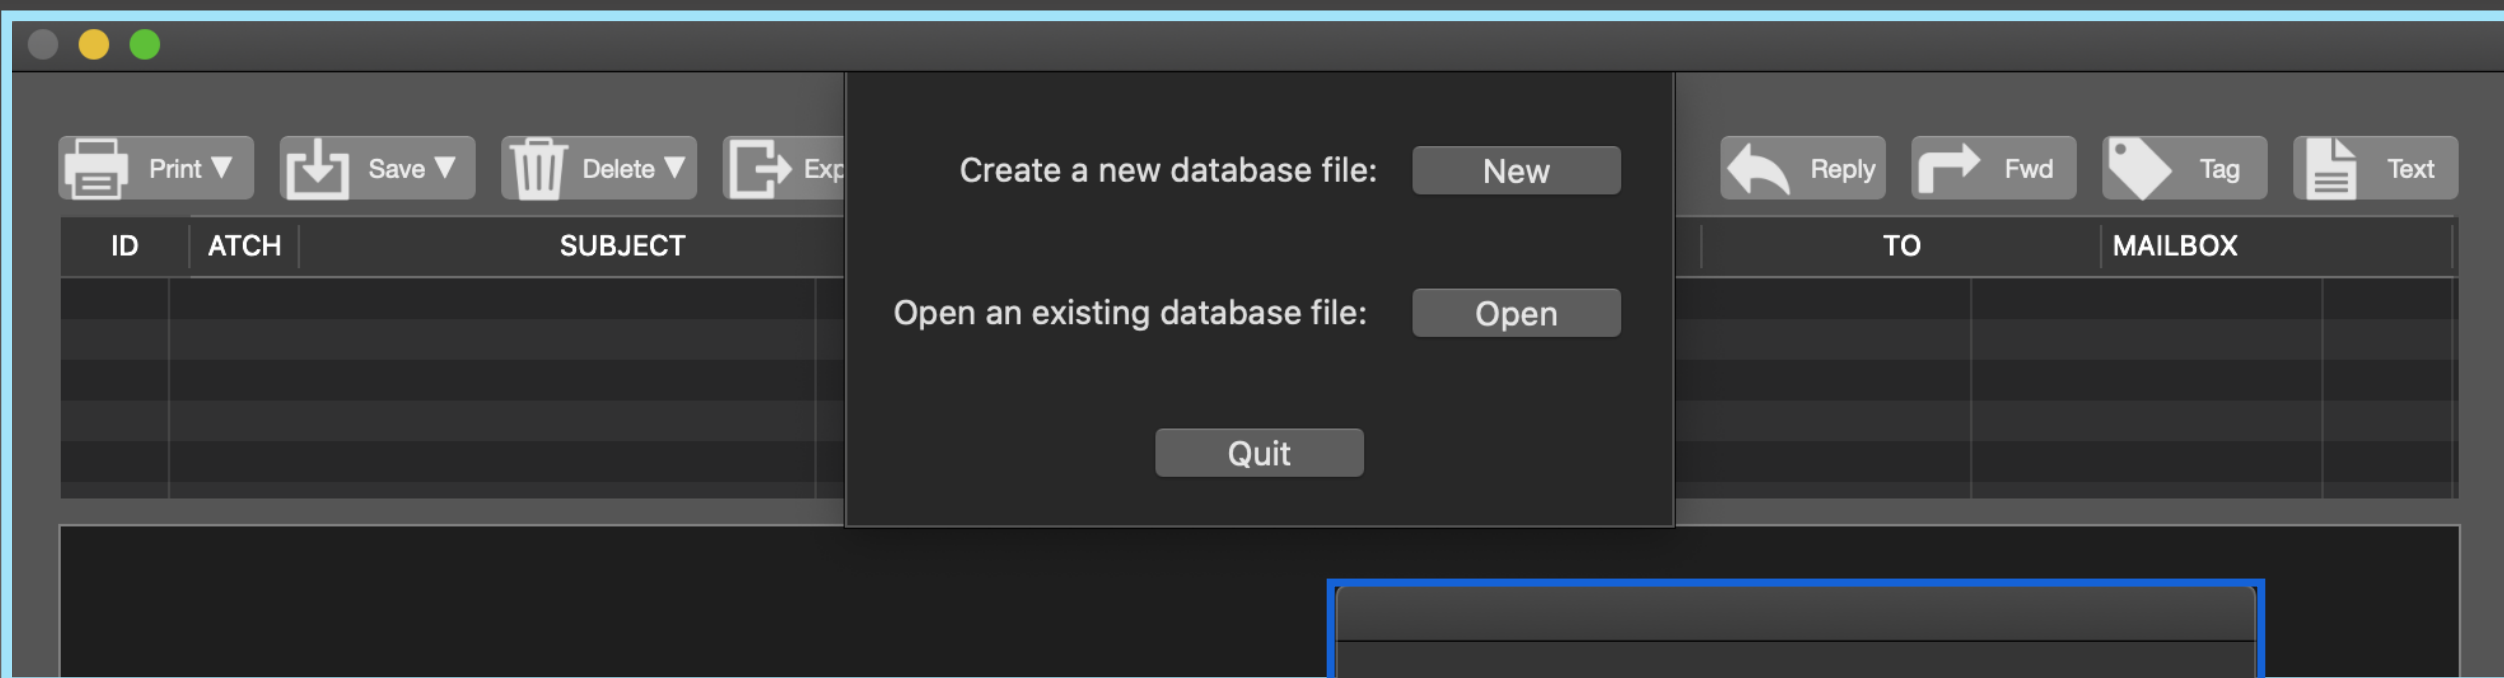 Print ▼ Save ▼ Delete ▼ Exp Reply Fwd Tag Text
ID ATCH SUBJECT TO MAILBOX
Create a new database file: New
Open an existing database file: Open
Quit